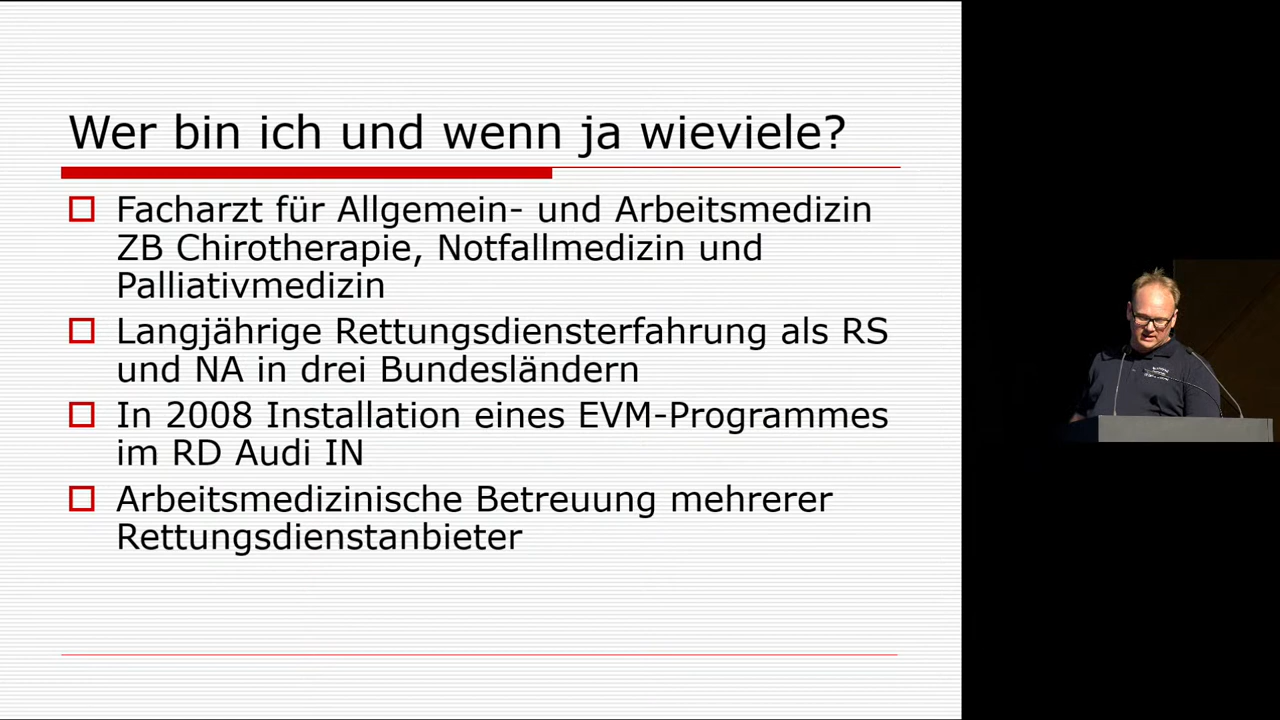 Wer bin ich und wenn ja wieviele?
Facharzt für Allgemein- und Arbeitsmedizin
ZB Chirotherapie, Notfallmedizin und
Palliativmedizin
Langjährige Rettungsdiensterfahrung als RS
und NA in drei Bundesländern
In 2008 Installation eines EVM-Programmes
im RD Audi IN
Arbeitsmedizinische Betreuung mehrerer
Rettungsdienstanbieter